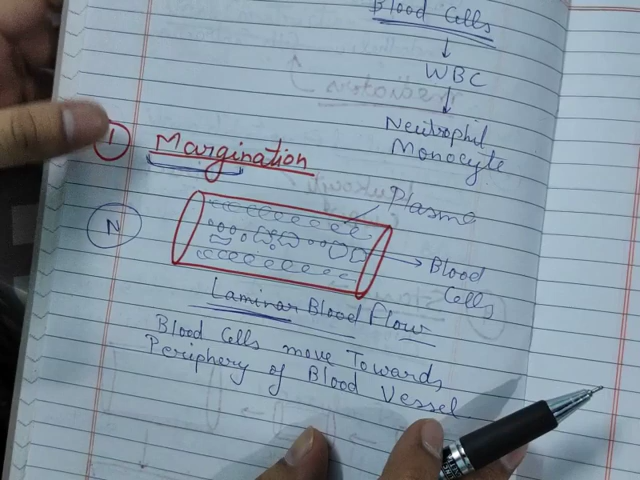 Blood Cells
WBC
Neutrophil
Monocyte
1 Margination
N
Plasma
Blood
Cells
Laminar Blood Flow
Blood Cells move Towards
Periphery of Blood Vessel